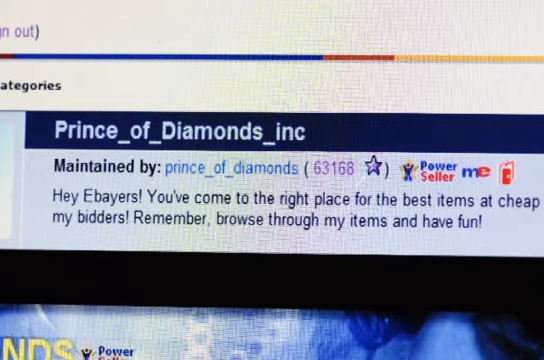 n out)
ategories
Prince_of_Diamonds_inc
Maintained by: prince_of_diamonds ( 63168 ) Power Seller me
Hey Ebayers! You've come to the right place for the best items at cheap
my bidders! Remember, browse through my items and have fun!
NDS Power